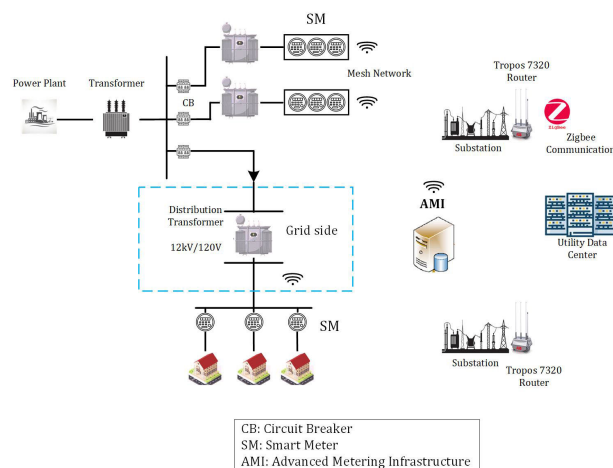 SM
Mesh Network
Power Plant
Transformer
CB
Tropos 7320
Router
Substation
ZigBee
Zigbee
Communication
Distribution
Transformer
12kV/120V
Grid side
AMI
Utility Data
Center
SM
Substation
Tropos 7320
Router
CB: Circuit Breaker
SM: Smart Meter
AMI: Advanced Metering Infrastructure